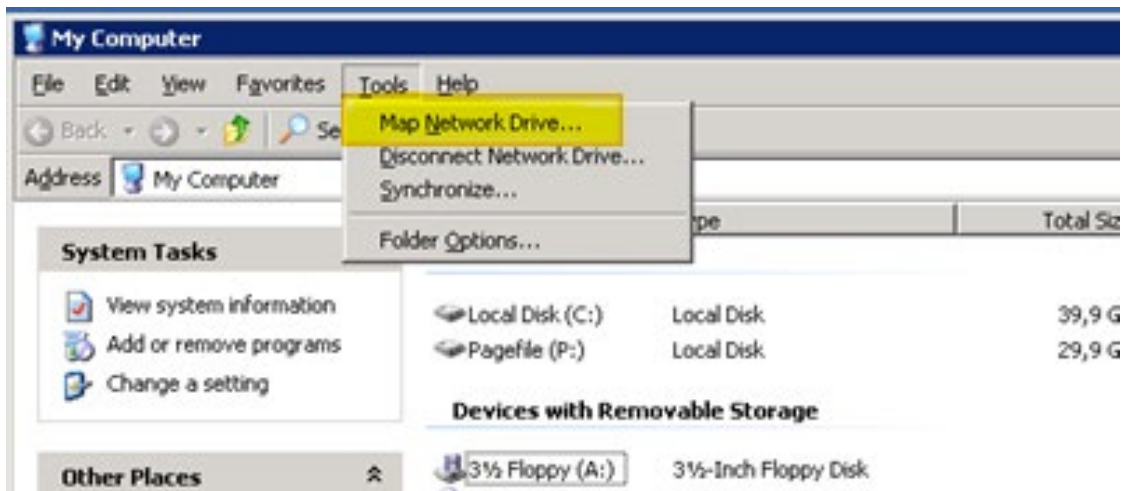 My Computer
File Edit View Favorites Tools Help
Back Se
Map Network Drive...
Disconnect Network Drive...
Synchronize...
Folder Options...
Address My Computer
Total Siz
System Tasks
View system information
Add or remove programs
Change a setting
Local Disk (C:) Local Disk 39,9 G
Pagefile (P:) Local Disk 29,9 G
Devices with Removable Storage
3½ Floppy (A:) 3½-Inch Floppy Disk
Other Places